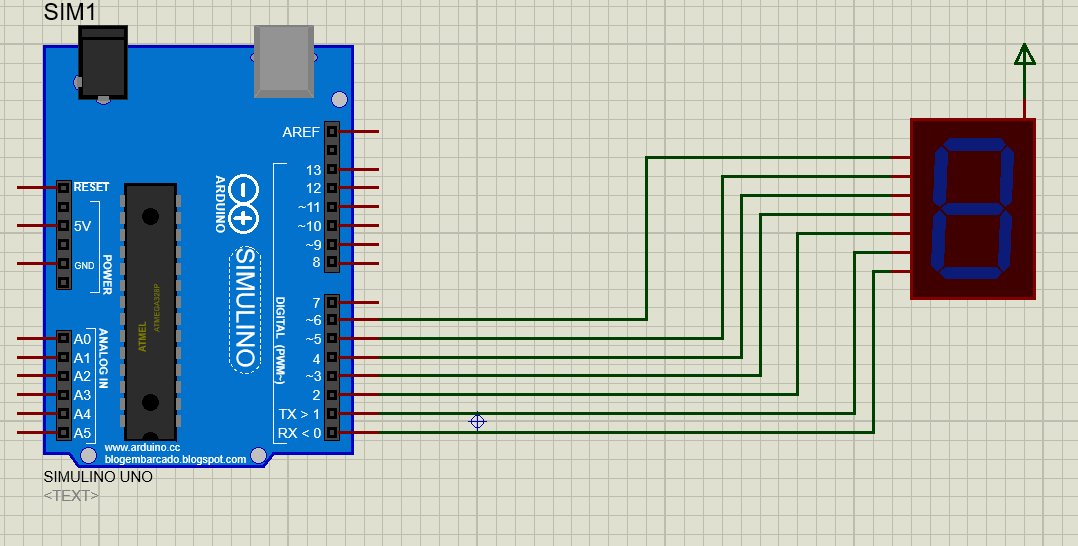 SIM1
AREF
13
12
~11
~10
~9
8
7
~6
~5
4
~3
2
TX > 1
RX < 0
RESET
5V
GND
POWER
A0
A1
A2
A3
A4
A5
ANALOG IN
ATMEL
ATMEGA328P
ARDUINO
SIMULINO
DIGITAL (PWM~)
www.arduino.cc
blogembarcado.blogspot.com
SIMULINO UNO
<TEXT>